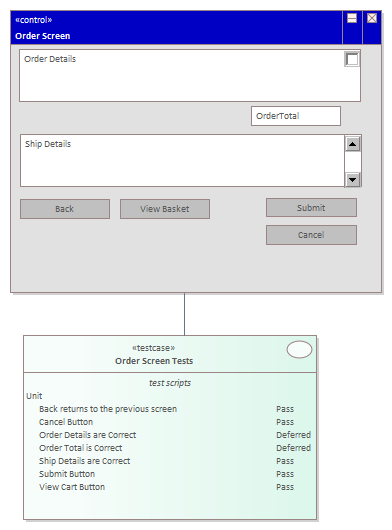 «control»
Order Screen
Order Details
OrderTotal
Ship Details
Back
View Basket
Submit
Cancel
«testcase»
Order Screen Tests
test scripts
Unit
Back returns to the previous screen Pass
Cancel Button Pass
Order Details are Correct Deferred
Order Total is Correct Deferred
Ship Details are Correct Pass
Submit Button Pass
View Cart Button Pass